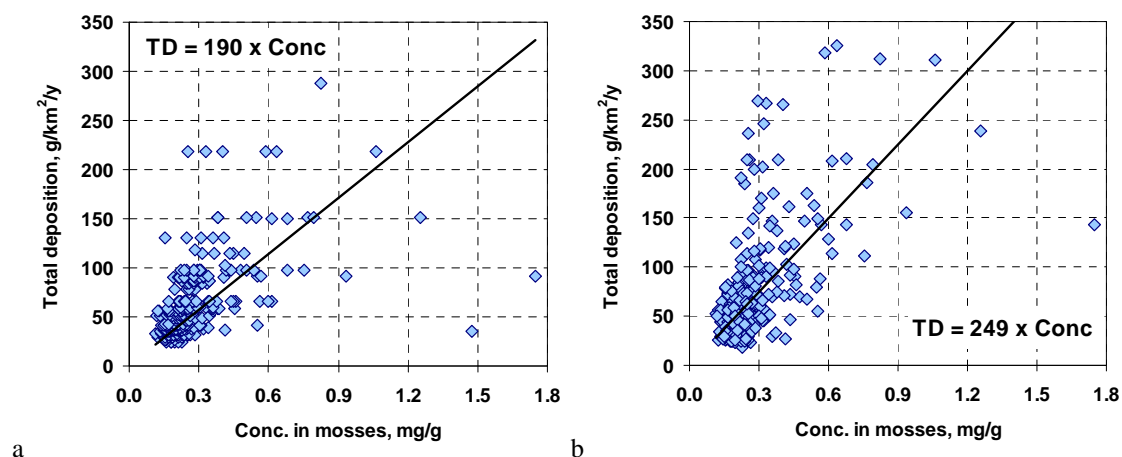 TD = 190 x Conc
Total deposition, g/km²/y
350
300
250
200
150
100
50
0
0.0 0.3 0.6 0.9 1.2 1.5 1.8
Conc. in mosses, mg/g
a
TD = 249 x Conc
Total deposition, g/km²/y
350
300
250
200
150
100
50
0
0.0 0.3 0.6 0.9 1.2 1.5 1.8
Conc. in mosses, mg/g
b